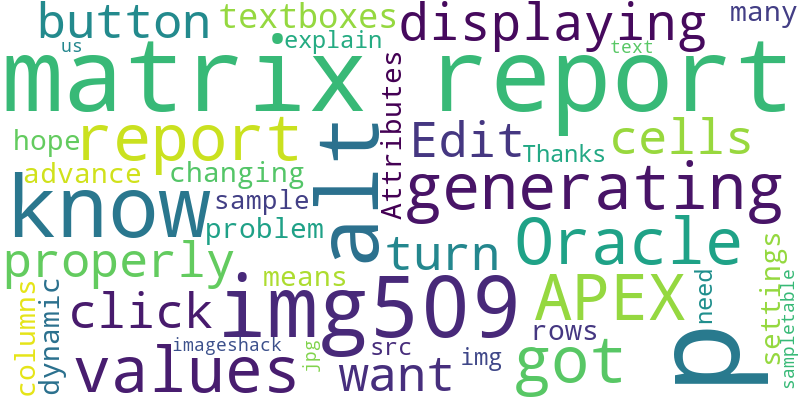 button
textboxes
displaying
many
us
explain
text
matrix report
hope
report
alt
Attributes
Edit
Thanks
cells
advance
changing
know
sample
generating
problem
properly
turn
Oracle
means
settings
columns
dynamic
click
img509
APEX
need
sampletable
p
rows
imageshack
jpg
src
img
got
values
want